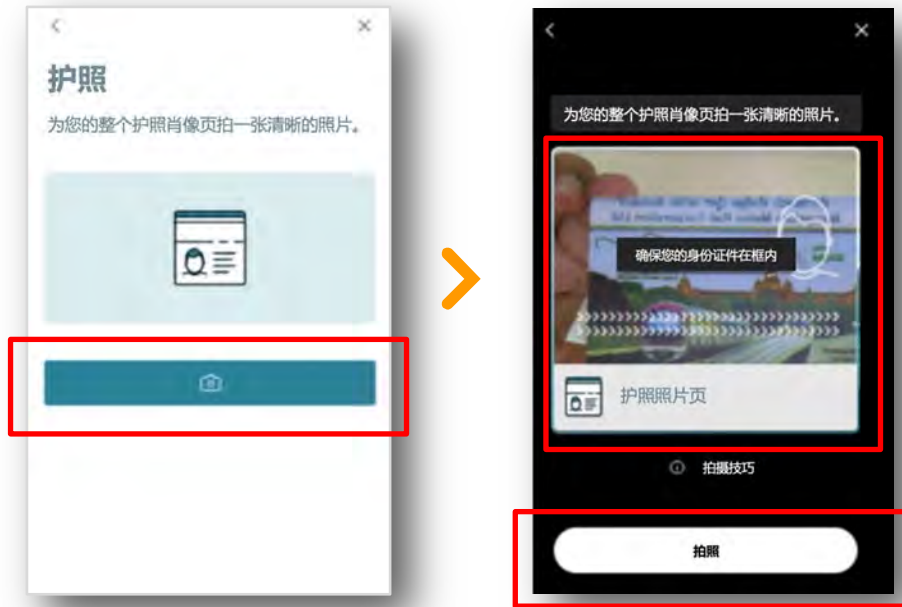 护照
为您的整个护照肖像页拍一张清晰的照片。
为您的整个护照肖像页拍一张清晰的照片。
确保您的身份证件在框内
护照照片页
拍摄技巧
拍照